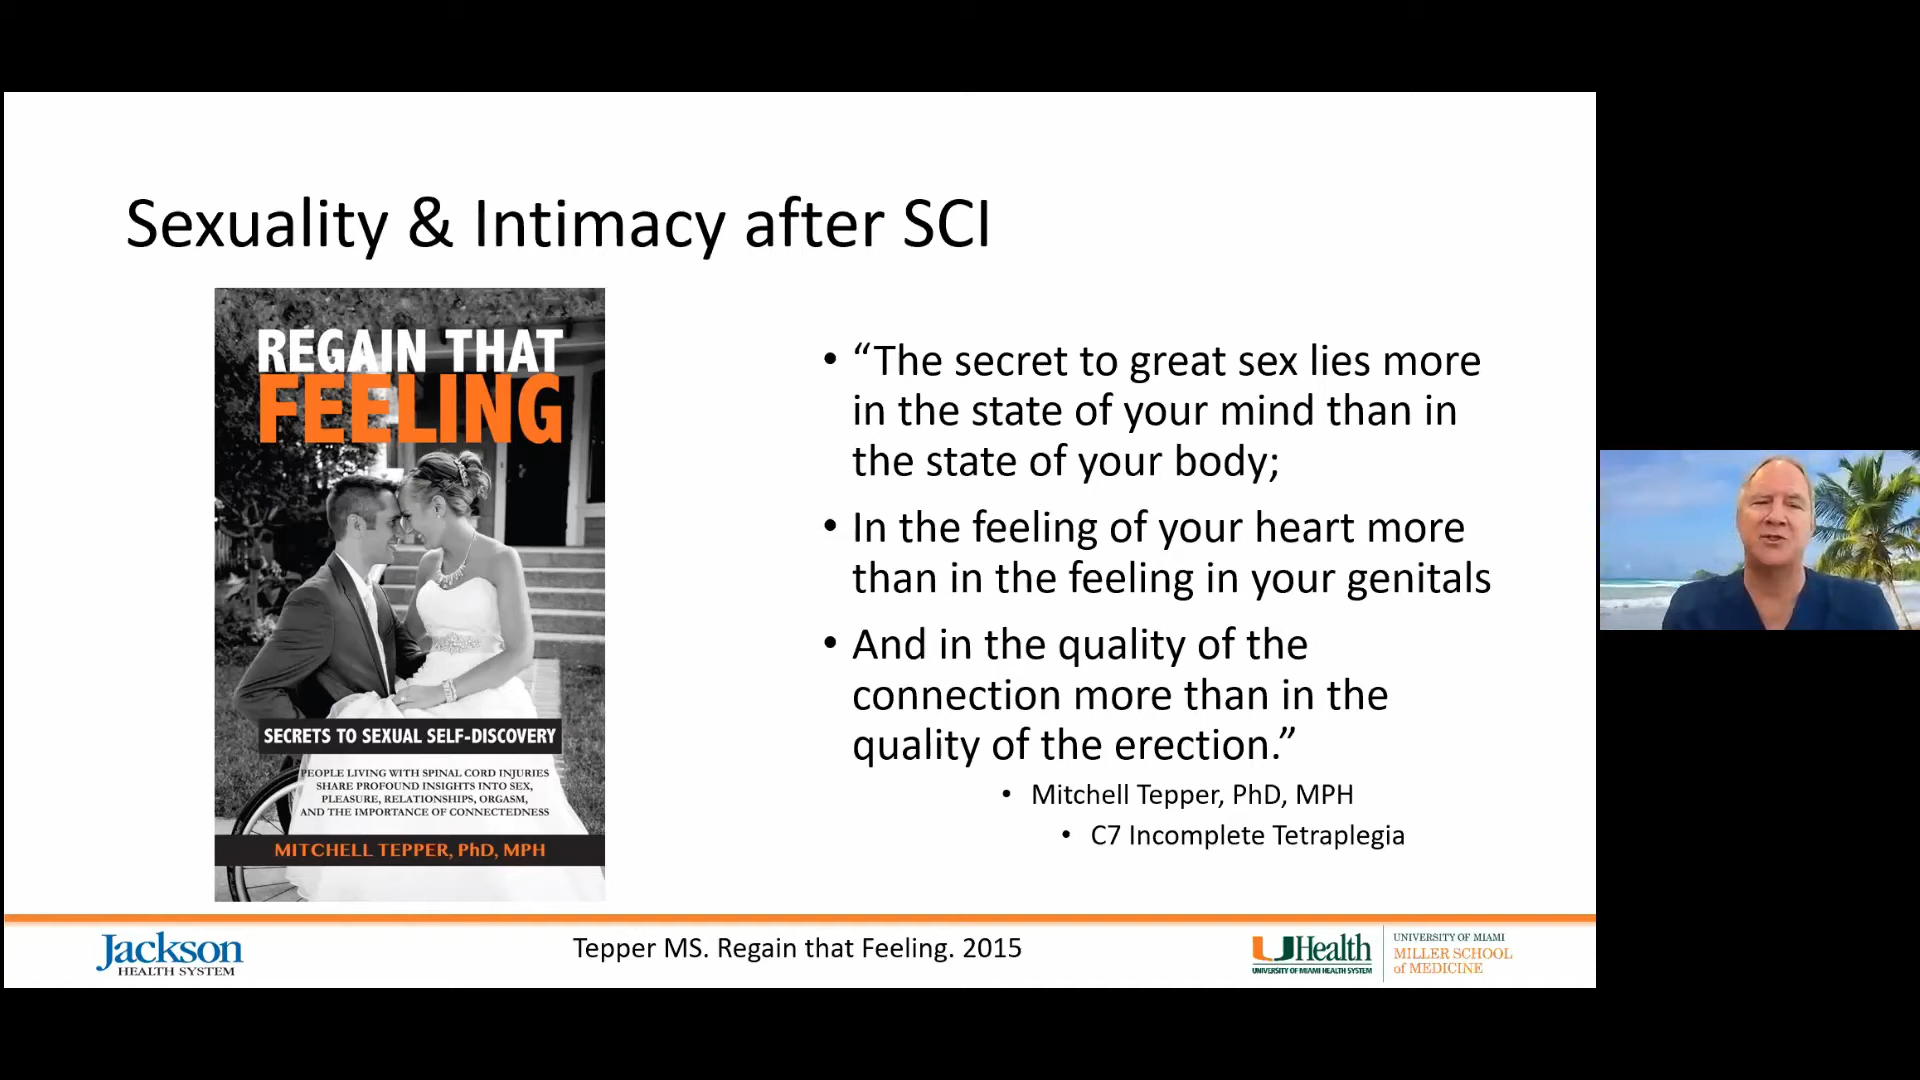 Sexuality & Intimacy after SCI
REGAIN THAT
FEELING
SECRETS TO SEXUAL SELF-DISCOVERY
PEOPLE LIVING WITH SPINAL CORD INJURIES
SHARE PROFOUND INSIGHTS INTO SEX,
PLEASURE, RELATIONSHIPS, ORGASM,
AND THE IMPORTANCE OF CONNECTEDNESS
MITCHELL TEPPER, PhD, MPH
• “The secret to great sex lies more
in the state of your mind than in
the state of your body;
• In the feeling of your heart more
than in the feeling in your genitals
• And in the quality of the
connection more than in the
quality of the erection.”
• Mitchell Tepper, PhD, MPH
• C7 Incomplete Tetraplegia
Jackson
HEALTH SYSTEM
Tepper MS. Regain that Feeling. 2015
UHealth
UNIVERSITY OF MIAMI HEALTH SYSTEM
UNIVERSITY OF MIAMI
MILLER SCHOOL
of MEDICINE